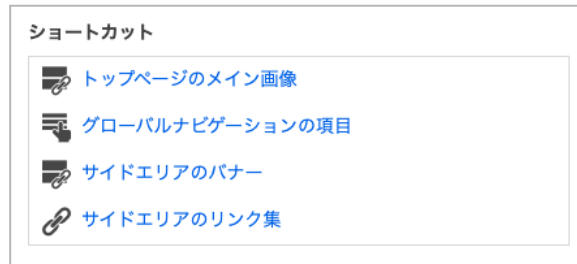 ショートカット
トップページのメイン画像
グローバルナビゲーションの項目
サイドエリアのバナー
サイドエリアのリンク集